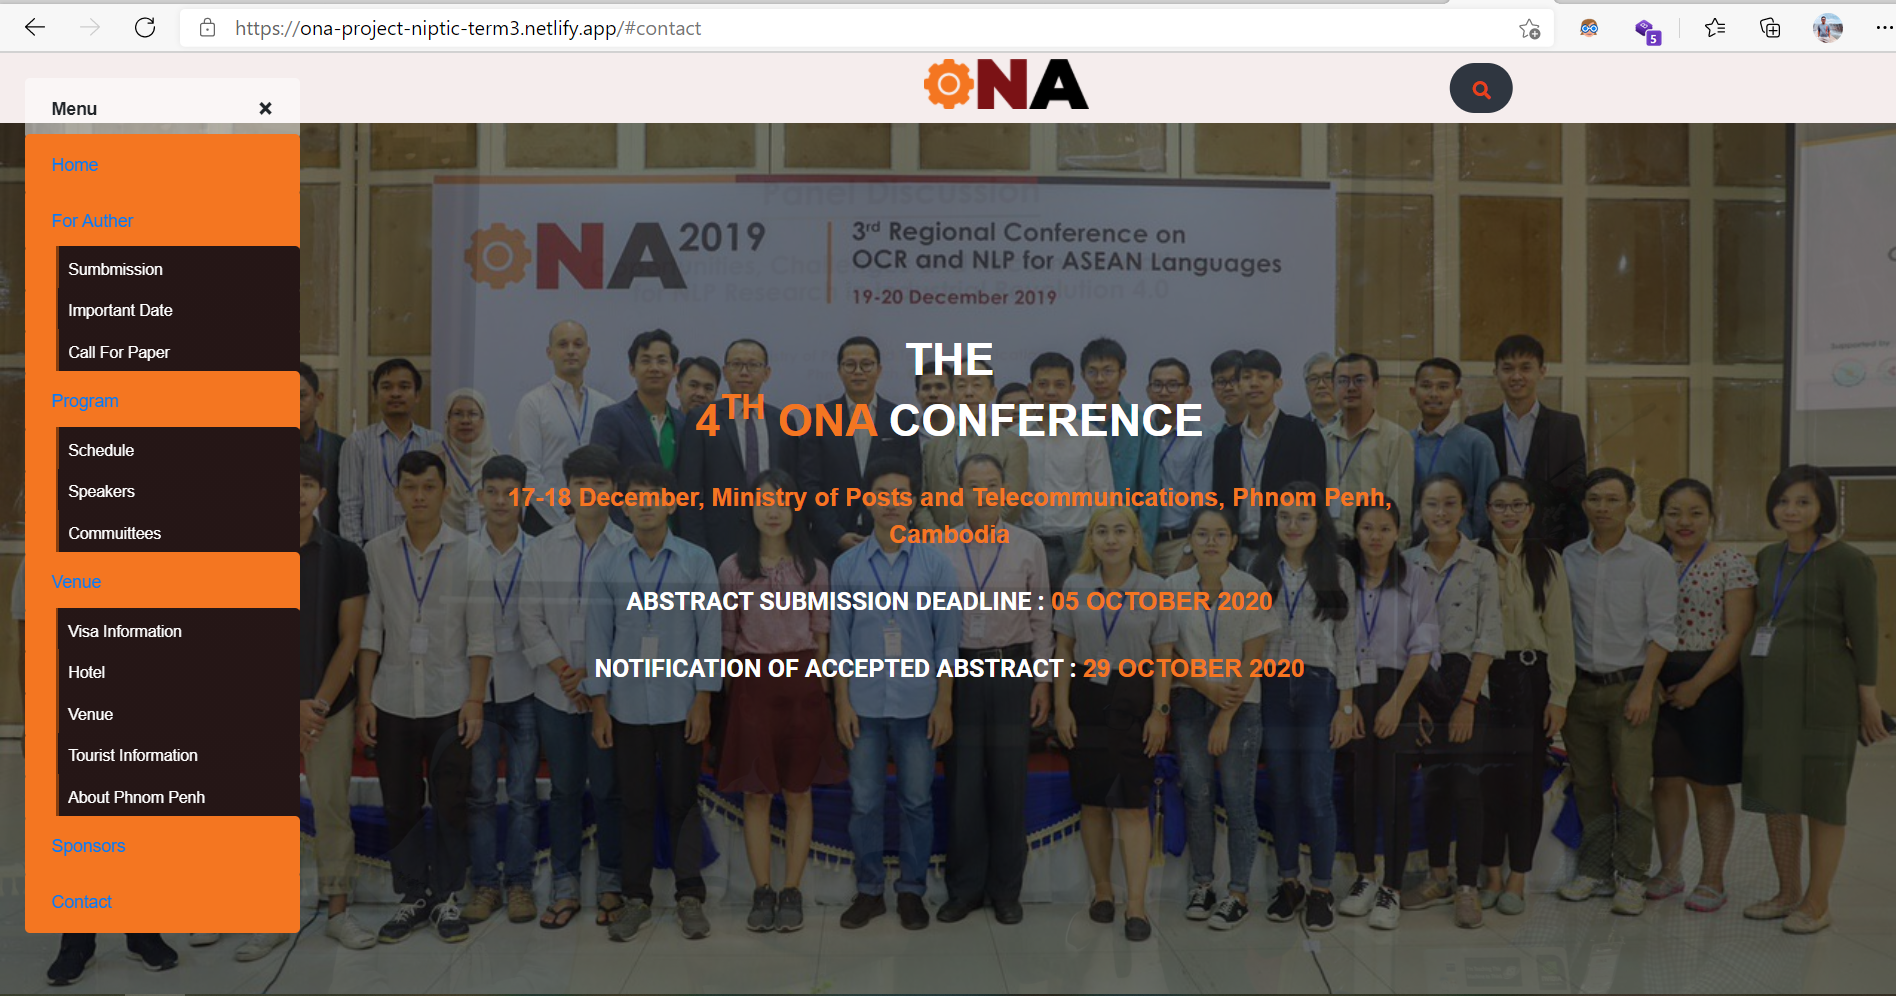 https://ona-project-niptic-term3.netlify.app/#contact
5
ONA
Menu
Home
For Auther
Sumbmission
Important Date
Call For Paper
Program
Schedule
Speakers
Commuittees
Venue
Visa Information
Hotel
Venue
Tourist Information
About Phnom Penh
Sponsors
Contact
Panel Discussion
ONA 2019
3rd Regional Conference on
OCR and NLP for ASEAN Languages
19-20 December 2019
THE
4TH ONA CONFERENCE
17-18 December, Ministry of Posts and Telecommunications, Phnom Penh,
Cambodia
ABSTRACT SUBMISSION DEADLINE : 05 OCTOBER 2020
NOTIFICATION OF ACCEPTED ABSTRACT : 29 OCTOBER 2020